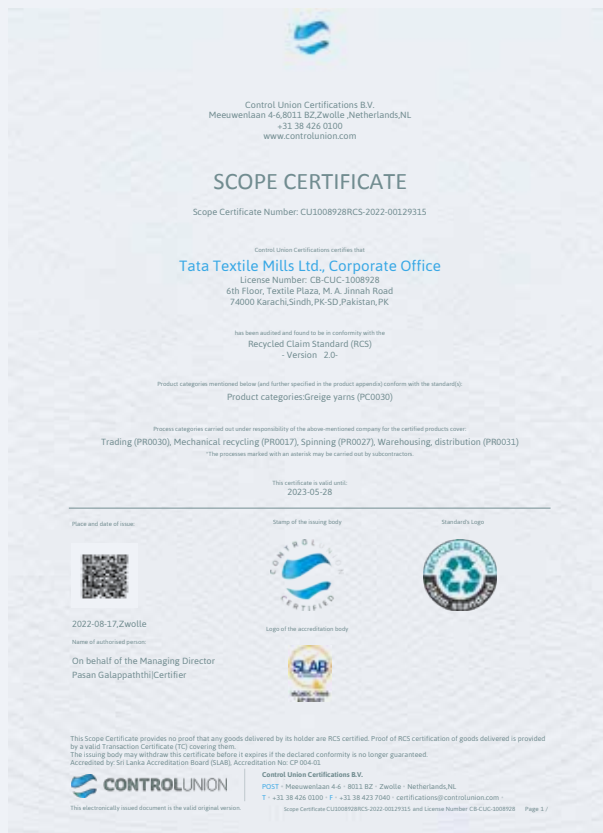 Control Union Certifications B.V.
Meeuwenlaan 4-6,8011 BZ,Zwolle ,Netherlands,NL
+31 38 426 0100
www.controlunion.com
SCOPE CERTIFICATE
Scope Certificate Number: CU1008928RCS-2022-00129315
Control Union Certifications certifies that
Tata Textile Mills Ltd., Corporate Office
License Number: CB-CUC-1008928
6th Floor, Textile Plaza, M. A. Jinnah Road
74000 Karachi,Sindh,PK-SD,Pakistan,PK
has been audited and found to be in conformity with the
Recycled Claim Standard (RCS)
- Version 2.0-
Product categories mentioned below (and further specified in the product appendix) conform with the standard(s):
Product categories:Greige yarns (PC0030)
Process categories carried out under responsibility of the above-mentioned company for the certified products cover:
Trading (PR0030), Mechanical recycling (PR0017), Spinning (PR0027), Warehousing, distribution (PR0031)
*The processes marked with an asterisk may be carried out by subcontractors.
This certificate is valid until:
2023-05-28
Place and date of issue:
Stamp of the issuing body
Standard's Logo
CONTROL UNION
CERTIFIED
RECYCLED BLENDED
claim standard
2022-08-17,Zwolle
Logo of the accreditation body
Name of authorised person:
On behalf of the Managing Director
Pasan Galappaththi|Certifier
SLAB
This Scope Certificate provides no proof that any goods delivered by its holder are RCS certified. Proof of RCS certification of goods delivered is provided
by a valid Transaction Certificate (TC) covering them.
The issuing body may withdraw this certificate before it expires if the declared conformity is no longer guaranteed.
Accredited by: Sri Lanka Accreditation Board (SLAB), Accreditation No: CP 004-01
CONTROLUNION
Control Union Certifications B.V.
POST - Meeuwenlaan 4-6 - 8011 BZ - Zwolle - Netherlands,NL
T - +31 38 426 0100 - F - +31 38 423 7040 - certifications@controlunion.com -
This electronically issued document is the valid original version.
Scope Certificate CU1008928RCS-2022-00129315 and License Number CB-CUC-1008928 Page 1 /